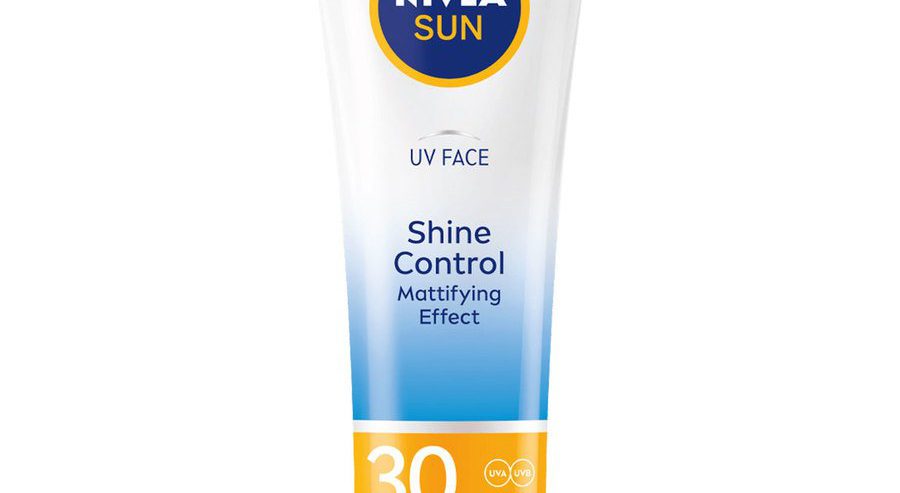 NIVEA
SUN
UV FACE
Shine
Control
Mattifying
Effect
30
UVA UVB